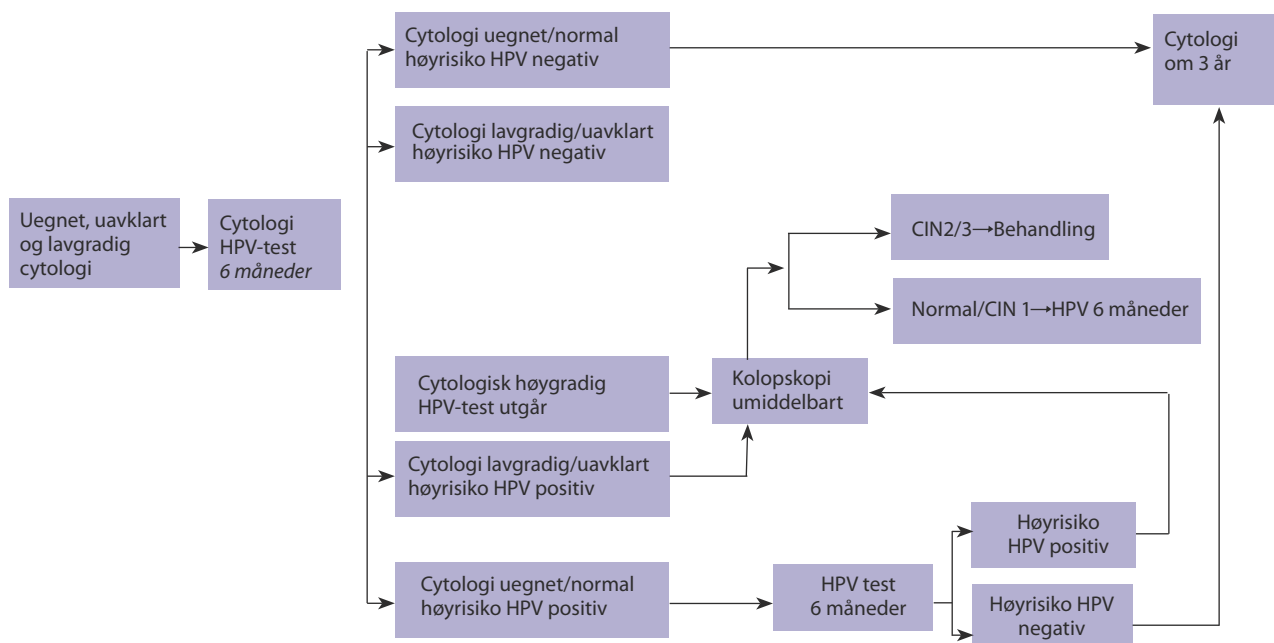 Uegnet, uavklart
og lavgradig
cytologi
Cytologi
HPV-test
6 måneder
Cytologi uegnet/normal
høyrisiko HPV negativ
Cytologi
om 3 år
Cytologi lavgradig/uavklart
høyrisiko HPV negativ
CIN2/3→Behandling
Normal/CIN 1→HPV 6 måneder
Cytologisk høygradig
HPV-test utgår
Kolopskopi
umiddelbart
Cytologi lavgradig/uavklart
høyrisiko HPV positiv
Cytologi uegnet/normal
høyrisiko HPV positiv
HPV test
6 måneder
Høyrisiko
HPV positiv
Høyrisiko HPV
negativ